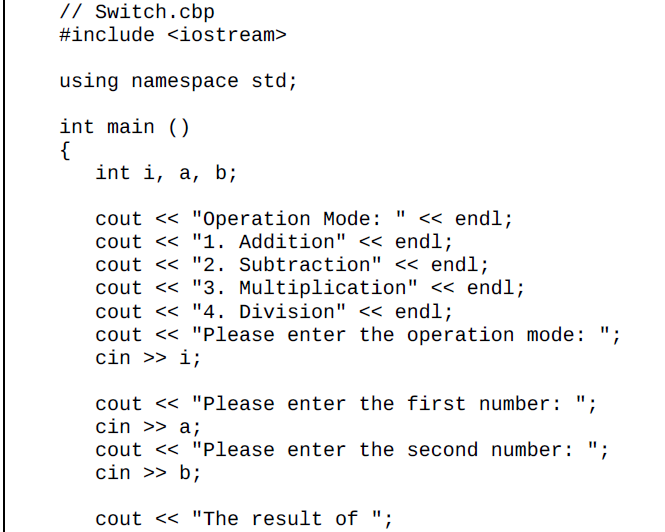 // Switch.cbp
#include <iostream>
using namespace std;
int main ()
{
int i, a, b;
cout << "Operation Mode: " << endl;
cout << "1. Addition" << endl;
cout << "2. Subtraction" << endl;
cout << "3. Multiplication" << endl;
cout << "4. Division" << endl;
cout << "Please enter the operation mode: ";
cin >> i;
cout << "Please enter the first number: ";
cin >> a;
cout << "Please enter the second number: ";
cin >> b;
cout << "The result of ";